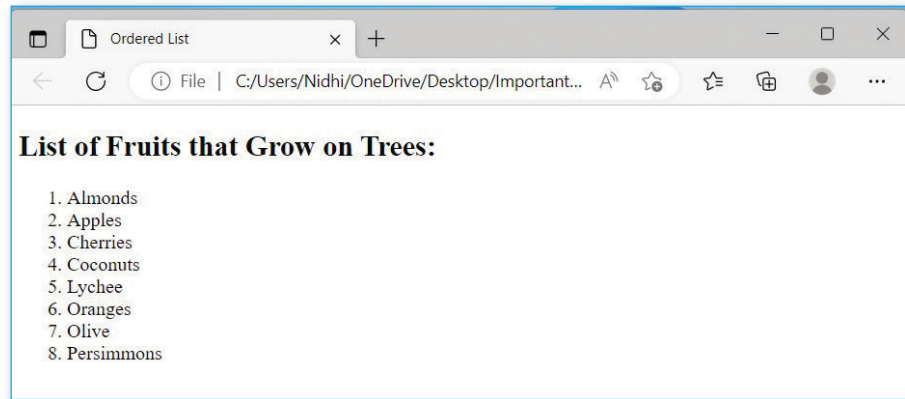 Ordered List
File | C:/Users/Nidhi/OneDrive/Desktop/Important...
List of Fruits that Grow on Trees:
1. Almonds
2. Apples
3. Cherries
4. Coconuts
5. Lychee
6. Oranges
7. Olive
8. Persimmons